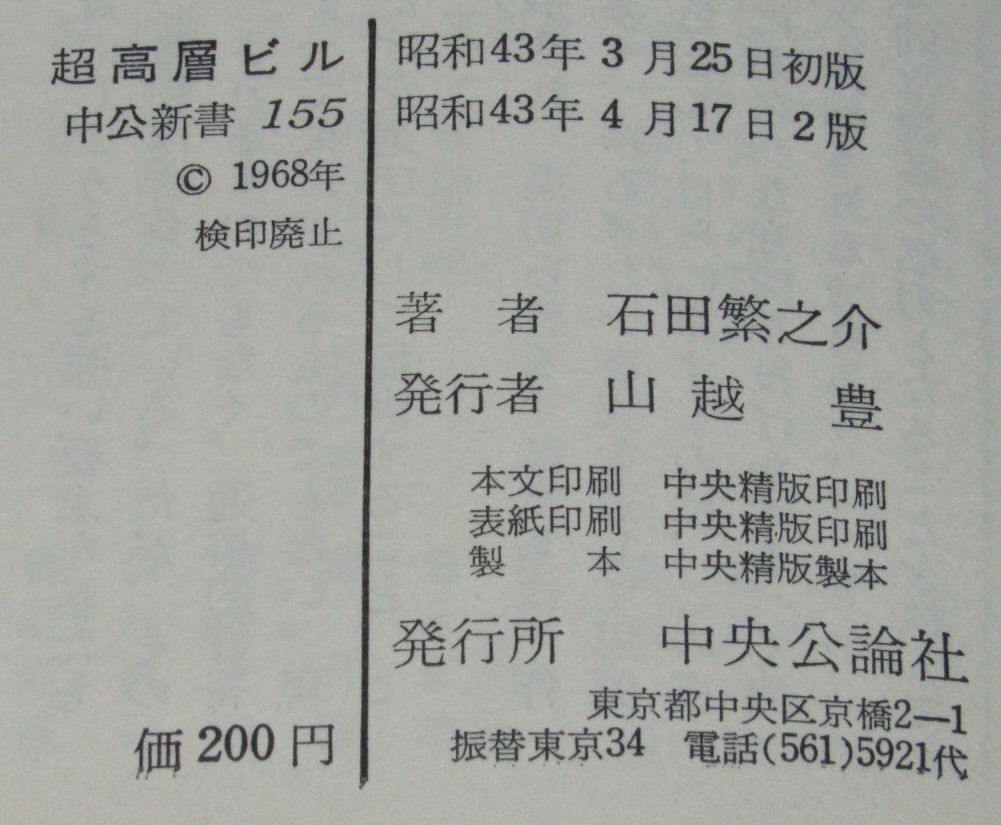 超高層ビル
中公新書 155
© 1968年
検印廃止
価 200 円
昭和43年 3 月25日初版
昭和43年 4 月17日 2 版
著 者 石田繁之介
発行者 山越 豊
本文印刷 中央精版印刷
表紙印刷 中央精版印刷
製 本 中央精版製本
発行所 中央公論社
東京都中央区京橋2—1
振替東京34 電話(561)5921代